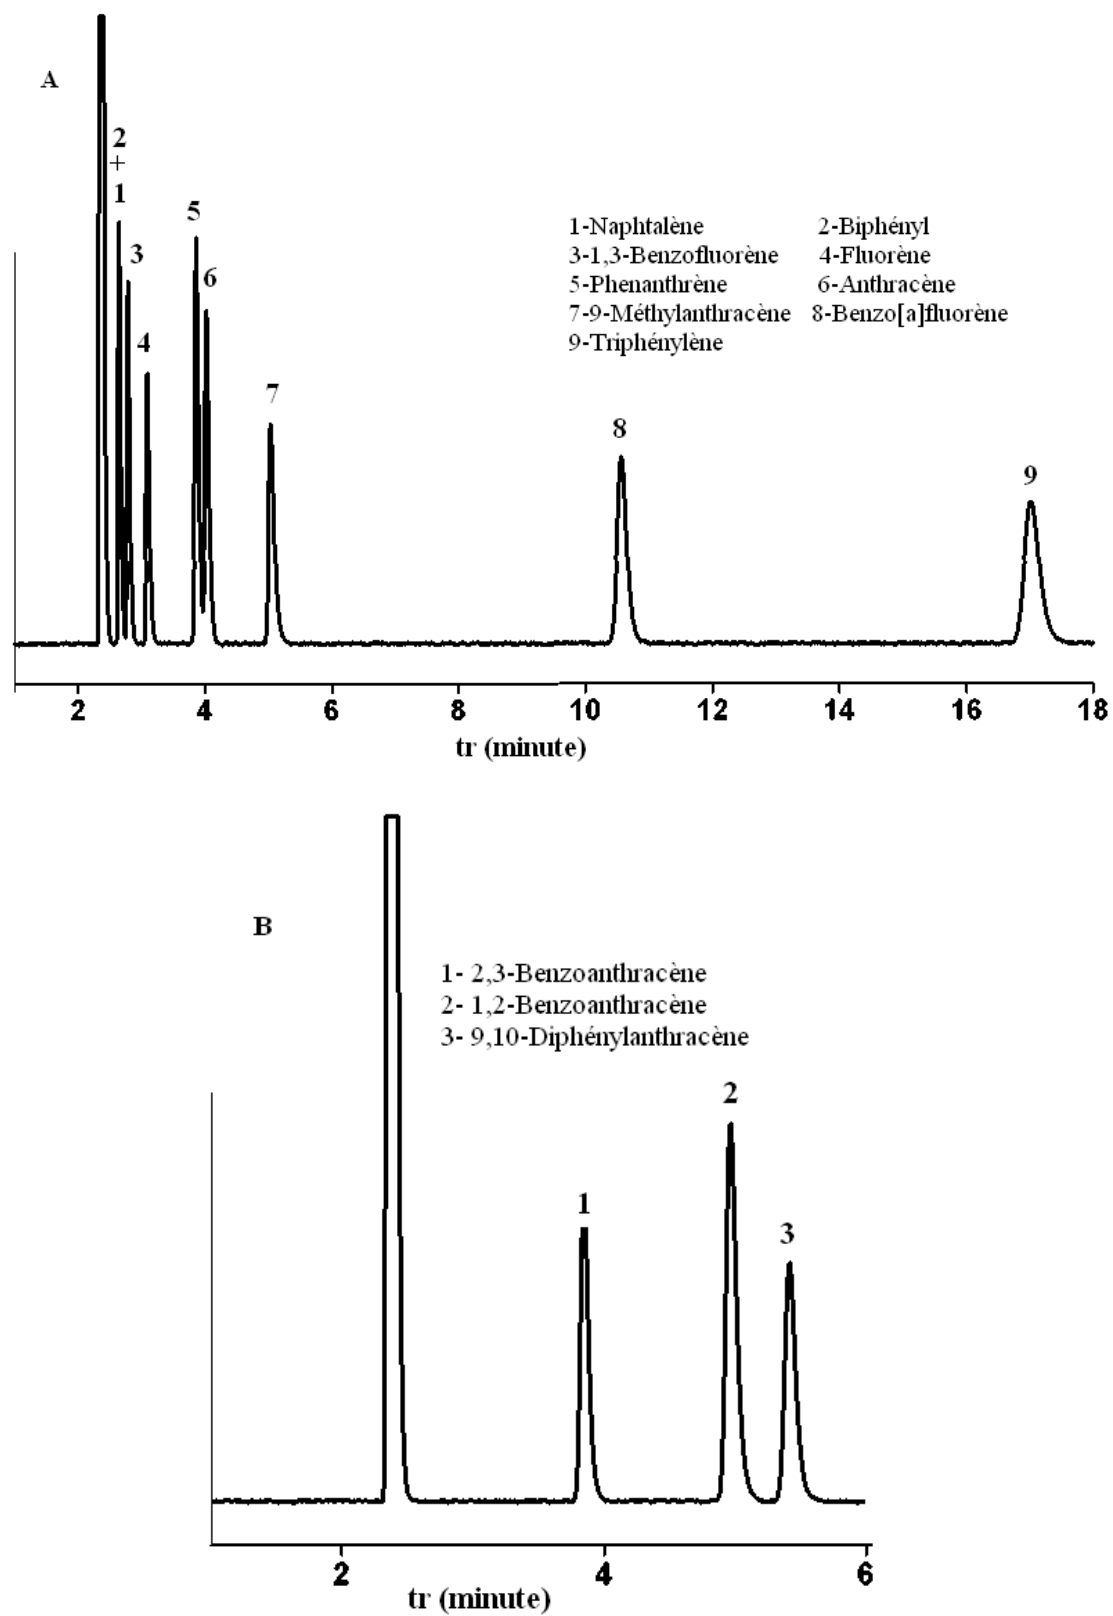 A
2
+
1
3
4
5
6
7
8
9
1-Naphtalène 2-Biphényl
3-1,3-Benzofluorène 4-Fluorène
5-Phenanthrène 6-Anthracène
7-9-Méthylanthracène 8-Benzo[a]fluorène
9-Triphénylène
2 4 6 8 10 12 14 16 18
tr (minute)
B
1- 2,3-Benzoanthracène
2- 1,2-Benzoanthracène
3- 9,10-Diphénylanthracène
1
2
3
2 4 6
tr (minute)